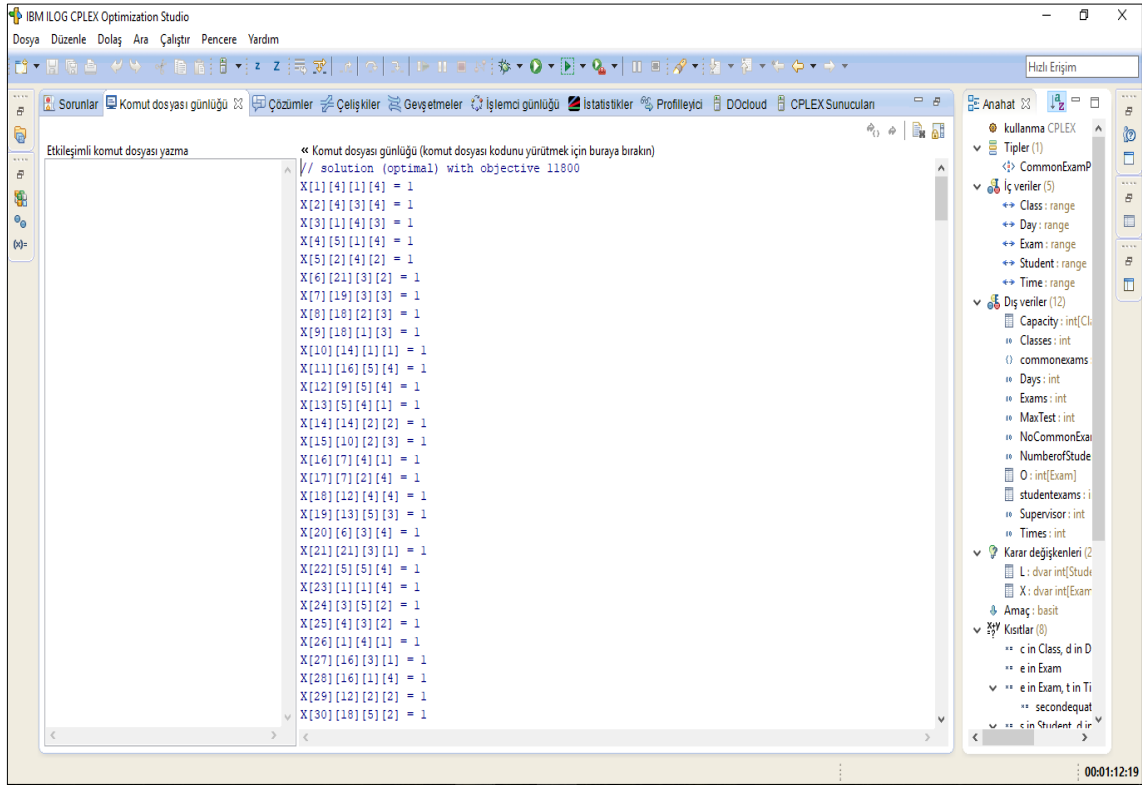 IBM ILOG CPLEX Optimization Studio
Dosya Düzenle Dolaş Ara Çalıştır Pencere Yardım
Hızlı Erişim
Sorunlar Komut dosyası günlüğü Çözümler Çelişkiler Gevşetmeler İşlemci günlüğü İstatistikler Profilleyici DOcloud CPLEX Sunucuları
Etkileşimli komut dosyası yazma
« Komut dosyası günlüğü (komut dosyası kodunu yürütmek için buraya bırakın)
// solution (optimal) with objective 11800
X[1][4][1][4] = 1
X[2][4][3][4] = 1
X[3][1][4][3] = 1
X[4][5][1][4] = 1
X[5][2][4][2] = 1
X[6][21][3][2] = 1
X[7][19][3][3] = 1
X[8][18][2][3] = 1
X[9][18][1][3] = 1
X[10][14][1][1] = 1
X[11][16][5][4] = 1
X[12][9][5][4] = 1
X[13][5][4][1] = 1
X[14][14][2][2] = 1
X[15][10][2][3] = 1
X[16][7][4][1] = 1
X[17][7][2][4] = 1
X[18][12][4][4] = 1
X[19][13][5][3] = 1
X[20][6][3][4] = 1
X[21][21][3][1] = 1
X[22][5][5][4] = 1
X[23][1][1][4] = 1
X[24][3][5][2] = 1
X[25][4][3][2] = 1
X[26][1][4][1] = 1
X[27][16][3][1] = 1
X[28][16][1][4] = 1
X[29][12][2][2] = 1
X[30][18][5][2] = 1
Anahat
kullanma CPLEX
Tipler (1)
CommonExamP
İç veriler (5)
Class : range
Day : range
Exam : range
Student : range
Time : range
Dış veriler (12)
Capacity : int[Cl
Classes : int
commonexams
Days : int
Exams : int
MaxTest : int
NoCommonExa
NumberofStude
O : int[Exam]
studentexams : i
Supervisor : int
Times : int
Karar değişkenleri (2
L : dvar int[Stude
X : dvar int[Exam
Amaç : basit
Kısıtlar (8)
c in Class, d in D
e in Exam
e in Exam, t in Ti
secondequat
s in Student, d in
00:01:12:19